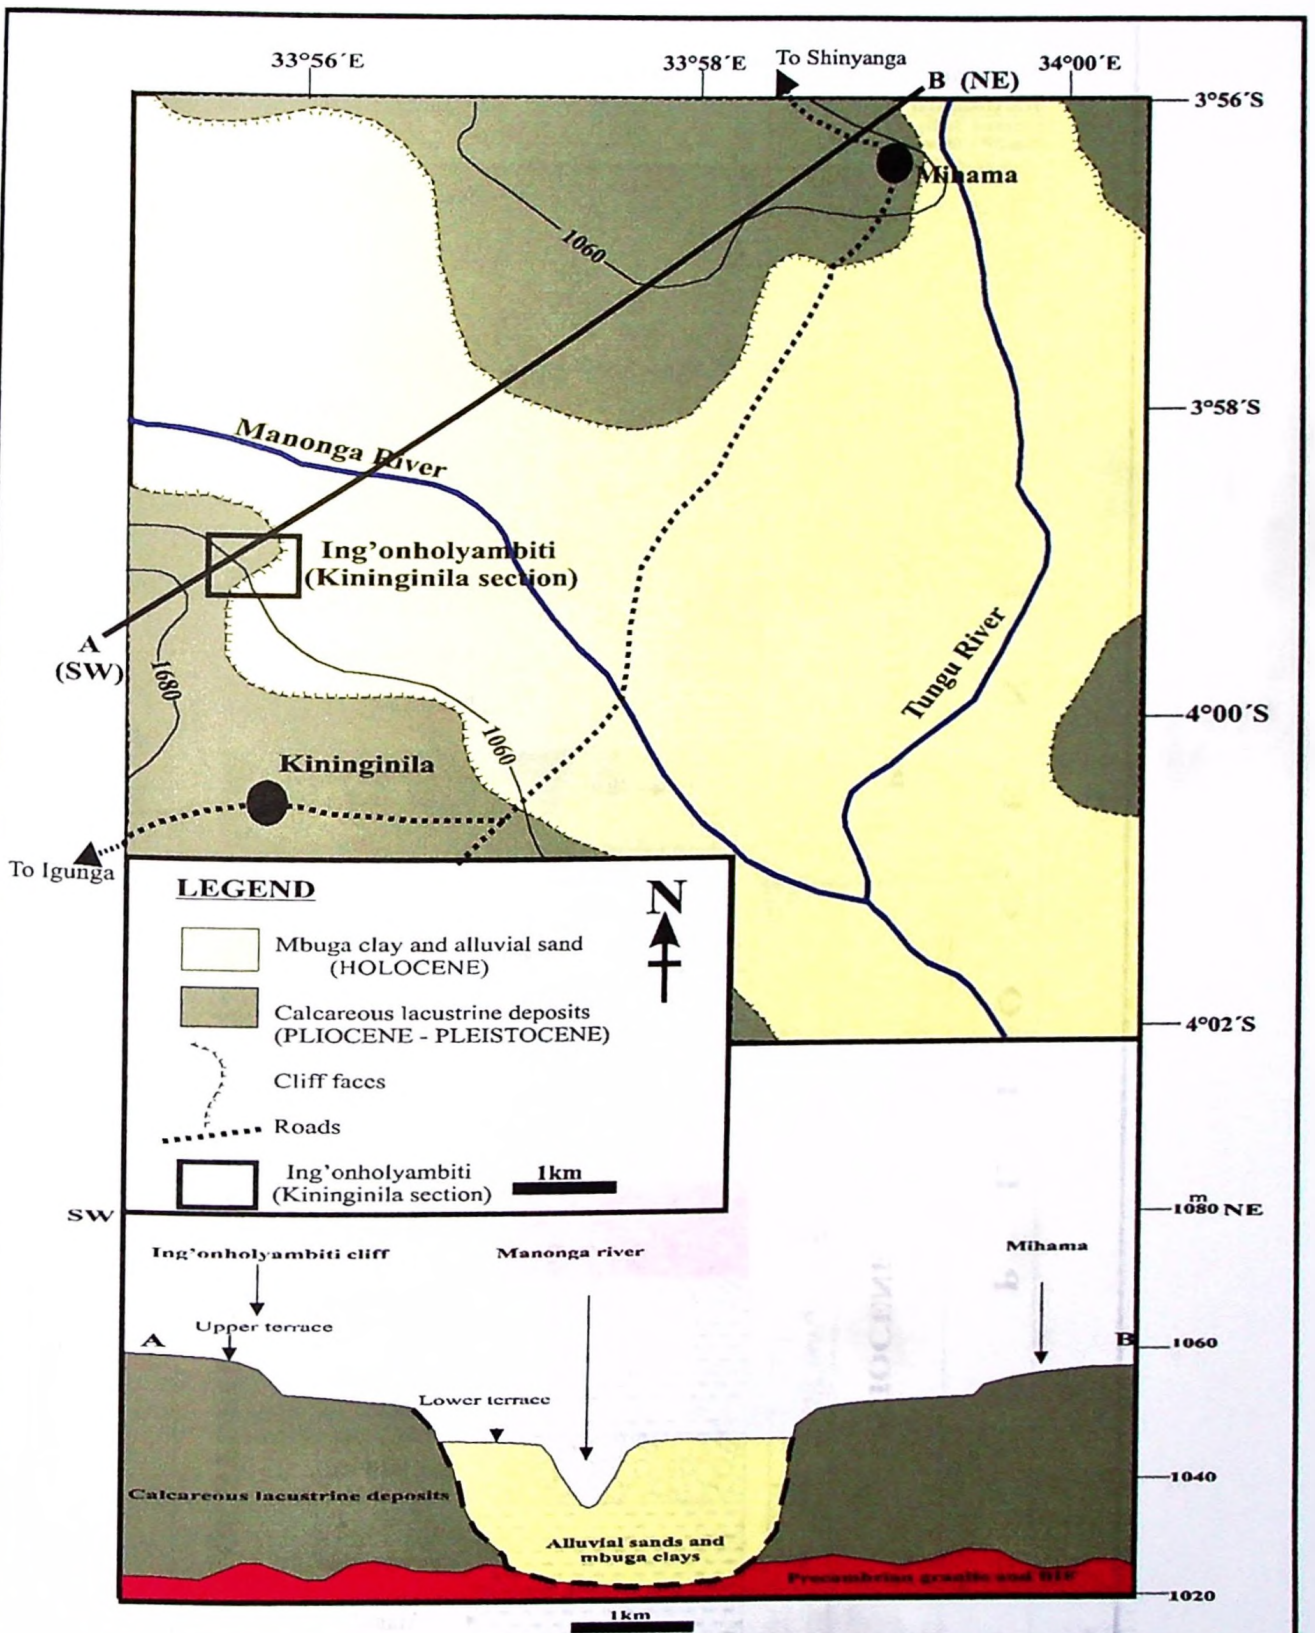 33°56´E
33°58´E
To Shinyanga
34°00´E
B (NE)
3°56´S
Mihama
1060
3°58´S
Manonga River
Ing'onholyambiti
(Kininginila section)
A
(SW)
1680
Tungu River
4°00´S
1060
Kininginila
To Igunga
LEGEND
N
Mbuga clay and alluvial sand
(HOLOCENE)
Calcareous lacustrine deposits
(PLIOCENE - PLEISTOCENE)
4°02´S
Cliff faces
Roads
Ing'onholyambiti
(Kininginila section)
1km
SW
m
1080 NE
Ing'onholyambiti cliff
Manonga river
Mihama
Upper terrace
A
B
1060
Lower terrace
1040
Calcareous lacustrine deposits
Alluvial sands and
mbuga clays
Precambrian granite and
1020
1km